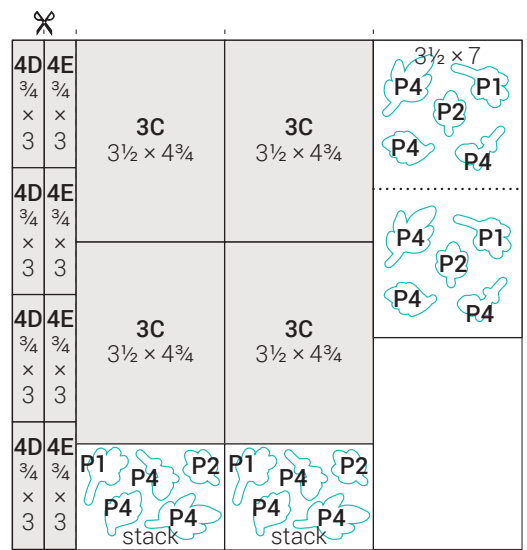 4D 4E
¾ ¾
× ×
3 3
4D 4E
¾ ¾
× ×
3 3
4D 4E
¾ ¾
× ×
3 3
4D 4E
¾ ¾
× ×
3 3
3C
3½ × 4¾
3C
3½ × 4¾
3C
3½ × 4¾
3C
3½ × 4¾
P1 P4 P2
P4 P4
stack
P1 P4 P2
P4 P4
stack
3½ × 7
P4 P1
P2
P4 P4
P4 P1
P2
P4 P4